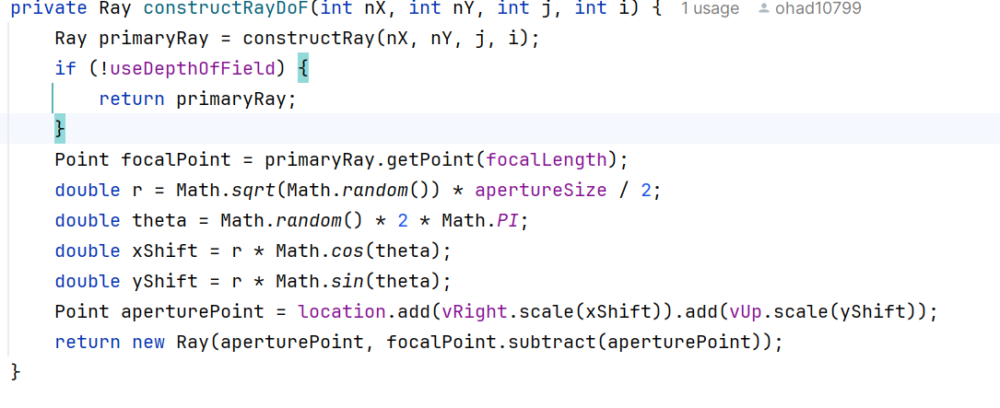 private Ray constructRayDoF(int nX, int nY, int j, int i) { 1 usage ohad10799
    Ray primaryRay = constructRay(nX, nY, j, i);
    if (!useDepthOfField) {
        return primaryRay;
    }
    Point focalPoint = primaryRay.getPoint(focalLength);
    double r = Math.sqrt(Math.random()) * apertureSize / 2;
    double theta = Math.random() * 2 * Math.PI;
    double xShift = r * Math.cos(theta);
    double yShift = r * Math.sin(theta);
    Point aperturePoint = location.add(vRight.scale(xShift)).add(vUp.scale(yShift));
    return new Ray(aperturePoint, focalPoint.subtract(aperturePoint));
}